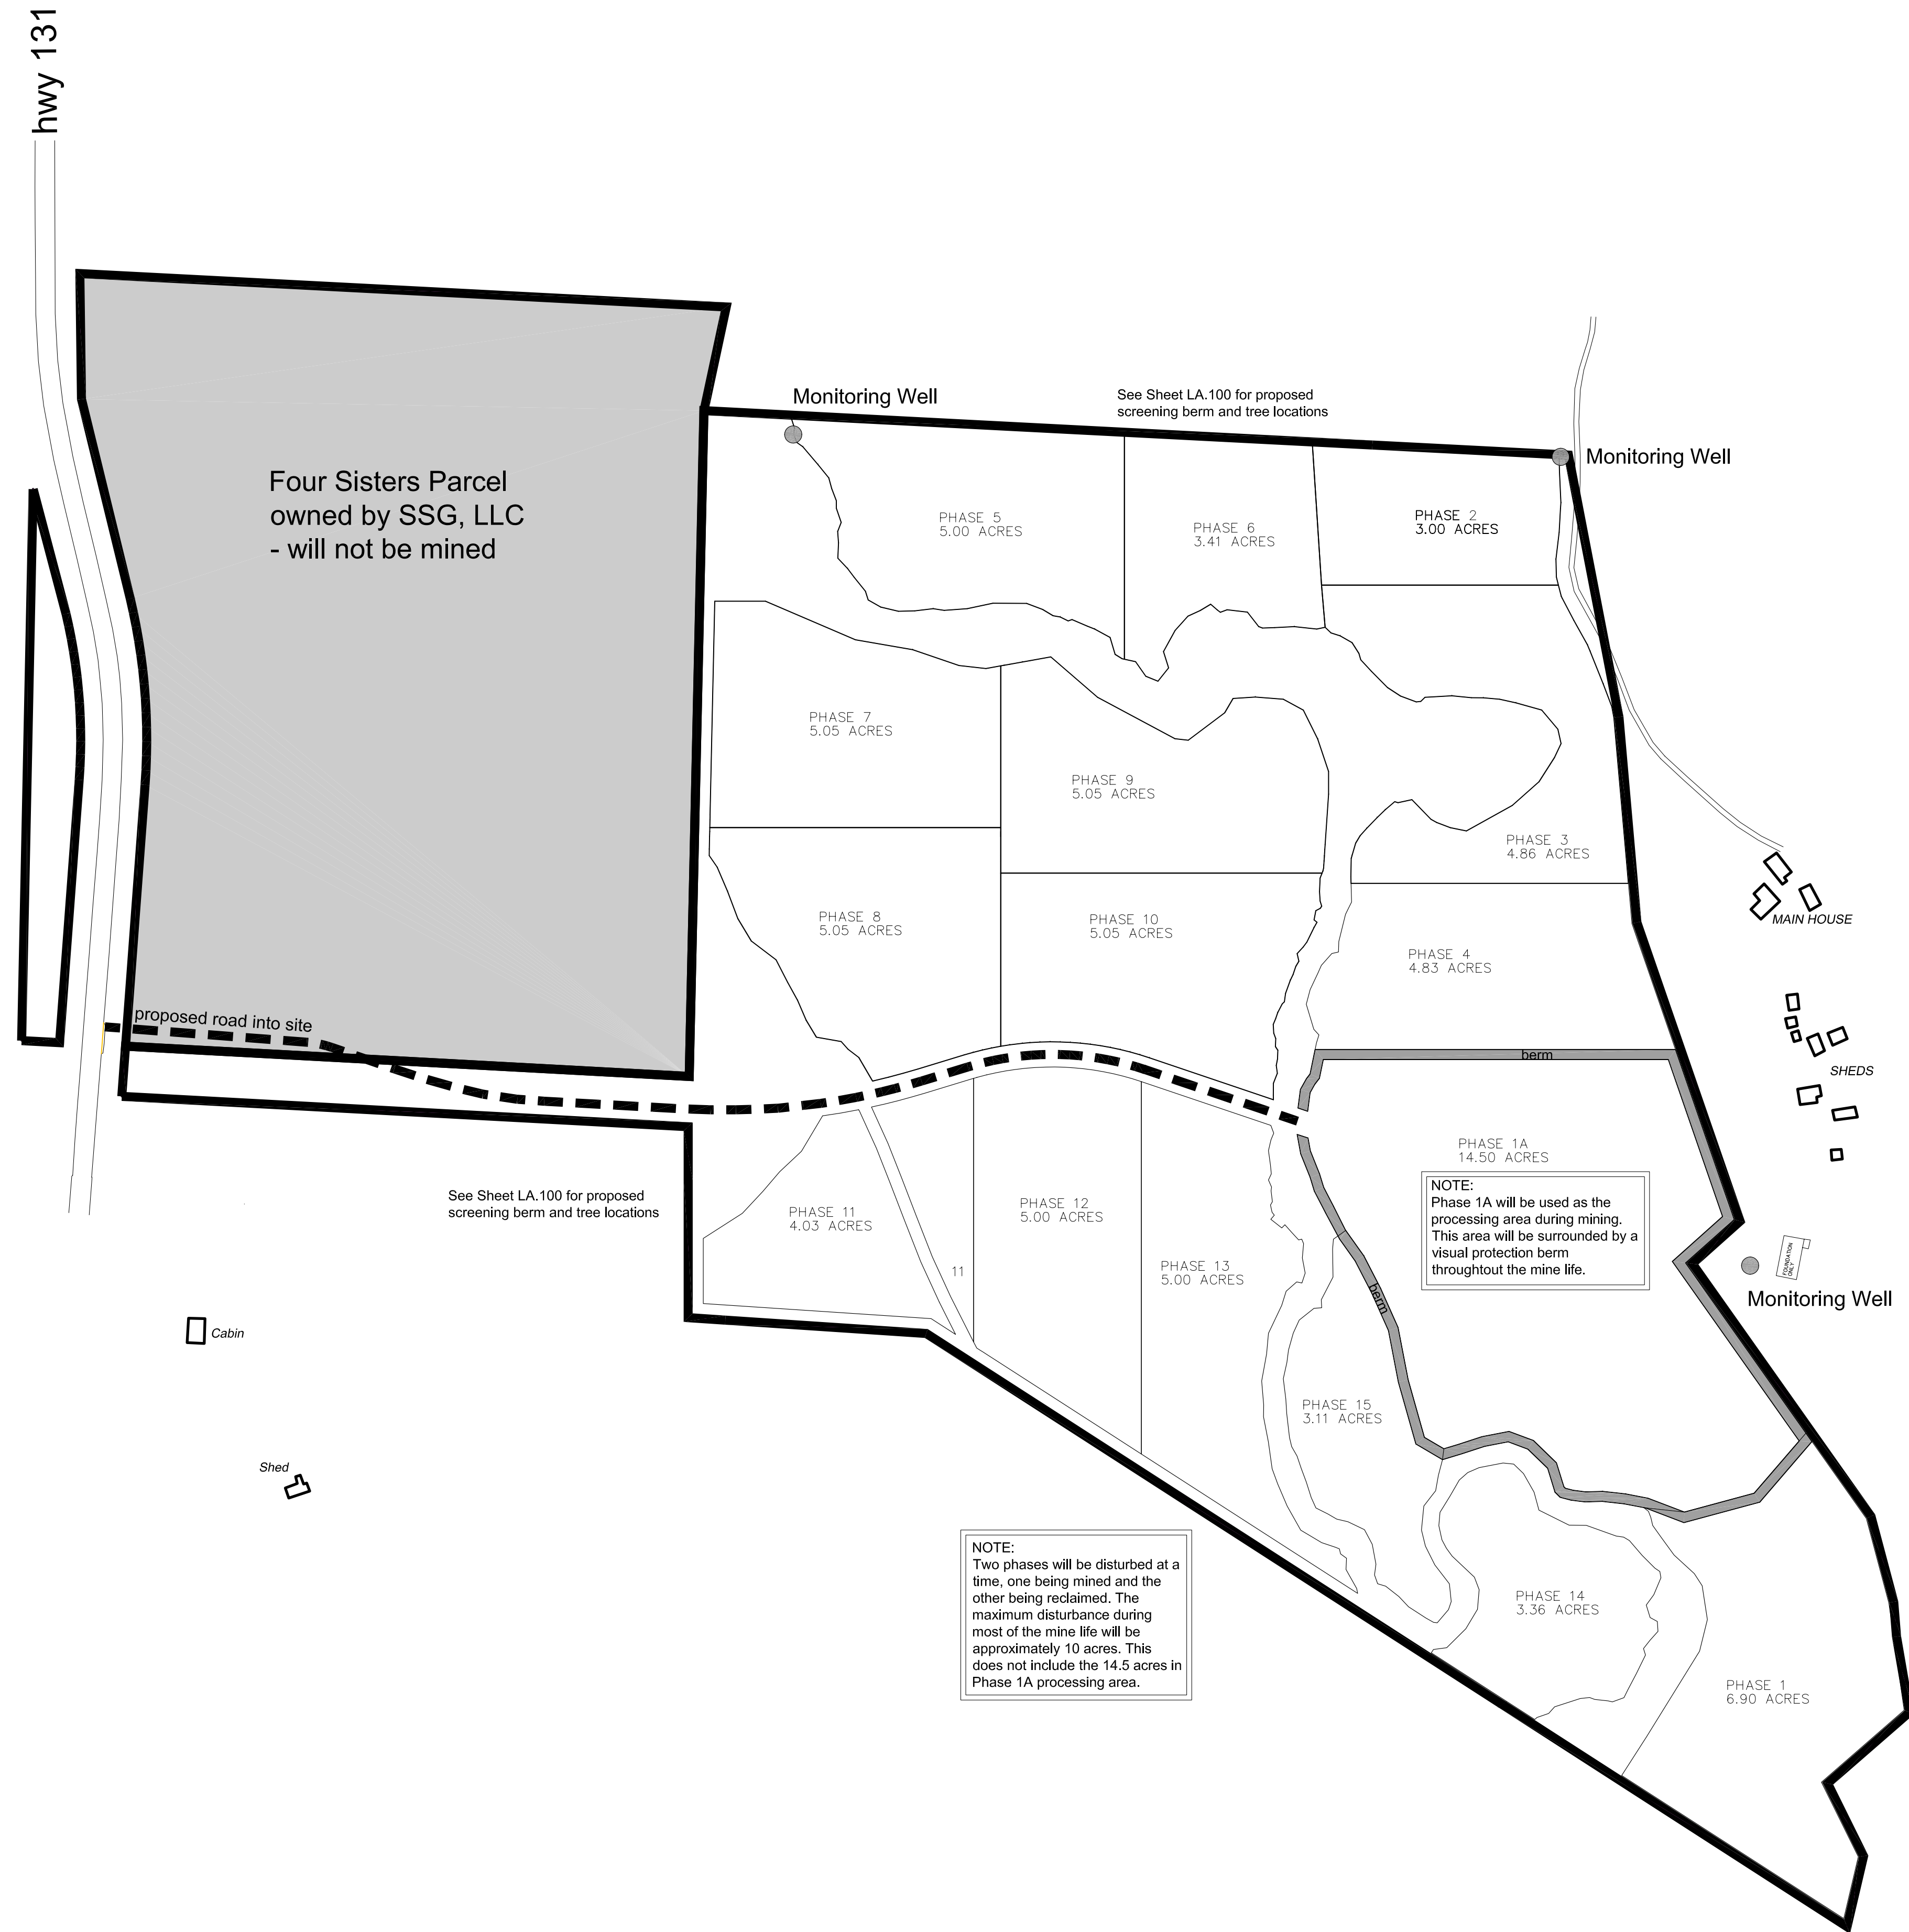 hwy 131
Four Sisters Parcel
owned by SSG, LLC
- will not be mined
Monitoring Well
See Sheet LA.100 for proposed
screening berm and tree locations
Monitoring Well
PHASE 5
5.00 ACRES
PHASE 6
3.41 ACRES
PHASE 2
3.00 ACRES
PHASE 7
5.05 ACRES
PHASE 9
5.05 ACRES
PHASE 3
4.86 ACRES
PHASE 8
5.05 ACRES
PHASE 10
5.05 ACRES
PHASE 4
4.83 ACRES
MAIN HOUSE
proposed road into site
berm
SHEDS
PHASE 1A
14.50 ACRES
NOTE:
Phase 1A will be used as the
processing area during mining.
This area will be surrounded by a
visual protection berm
throughtout the mine life.
See Sheet LA.100 for proposed
screening berm and tree locations
PHASE 11
4.03 ACRES
11
PHASE 12
5.00 ACRES
PHASE 13
5.00 ACRES
berm
FOUNDATION
ONLY
Monitoring Well
Cabin
PHASE 15
3.11 ACRES
Shed
NOTE:
Two phases will be disturbed at a
time, one being mined and the
other being reclaimed. The
maximum disturbance during
most of the mine life will be
approximately 10 acres. This
does not include the 14.5 acres in
Phase 1A processing area.
PHASE 14
3.36 ACRES
PHASE 1
6.90 ACRES